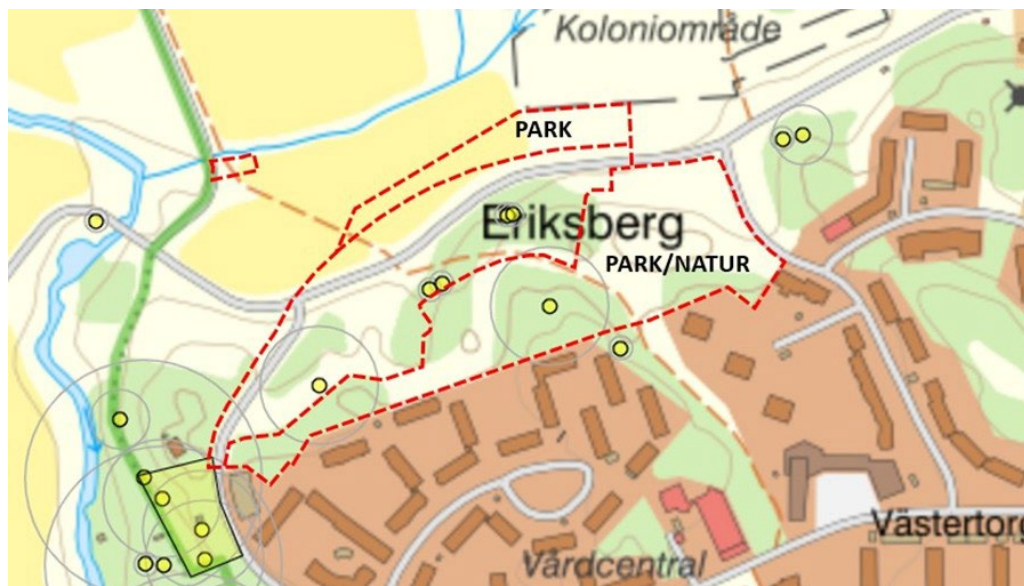 Koloniområde
PARK
Eriksberg
PARK/NATUR
Västertorg
Vårdcentral